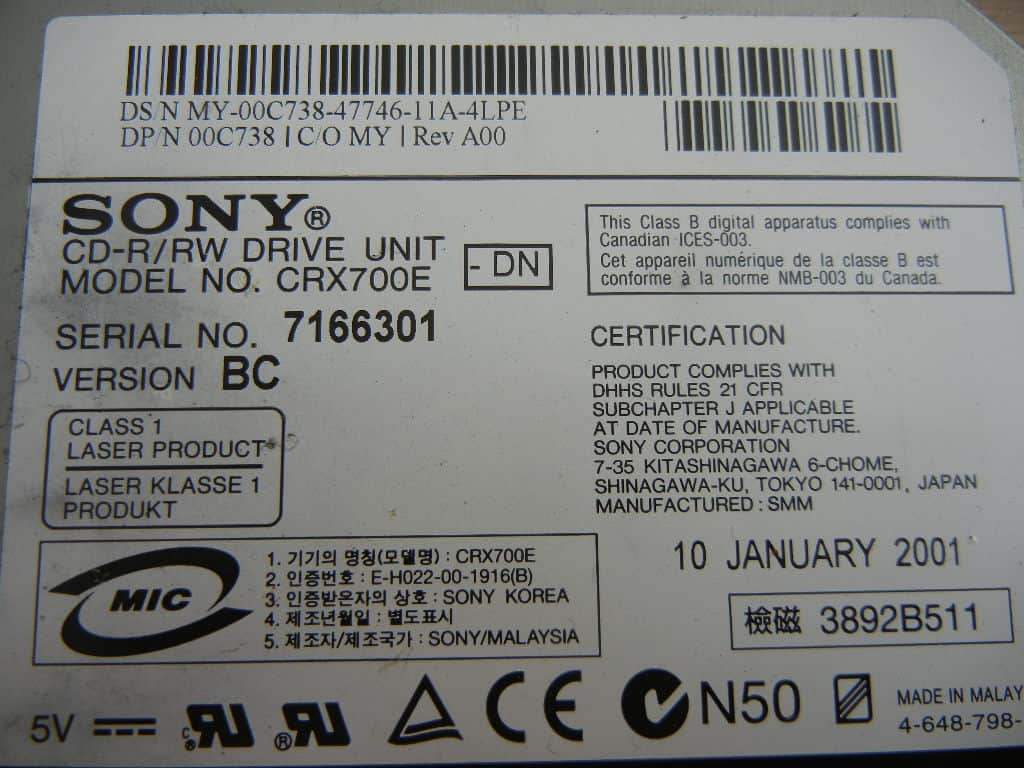 DS/N MY-00C738-47746-11A-4LPE
DP/N 00C738 | C/O MY | Rev A00
SONY®
CD-R/RW DRIVE UNIT
MODEL NO. CRX700E
- DN
SERIAL NO. 7166301
VERSION BC
CLASS 1
LASER PRODUCT
LASER KLASSE 1
PRODUKT
This Class B digital apparatus complies with
Canadian ICES-003.
Cet appareil numérique de la classe B est
conforme à la norme NMB-003 du Canada.
CERTIFICATION
PRODUCT COMPLIES WITH
DHHS RULES 21 CFR
SUBCHAPTER J APPLICABLE
AT DATE OF MANUFACTURE.
SONY CORPORATION
7-35 KITASHINAGAWA 6-CHOME,
SHINAGAWA-KU, TOKYO 141-0001, JAPAN
MANUFACTURED : SMM
MIC
1. 기기의 명칭(모델명) : CRX700E
2. 인증번호 : E-H022-00-1916(B)
3. 인증받은자의 상호 : SONY KOREA
4. 제조년월일 : 별도표시
5. 제조자/제조국가 : SONY/MALAYSIA
10 JANUARY 2001
檢磁 3892B511
5V
c RU ®
RU ®
CE
N50
MADE IN MALAY
4-648-798-